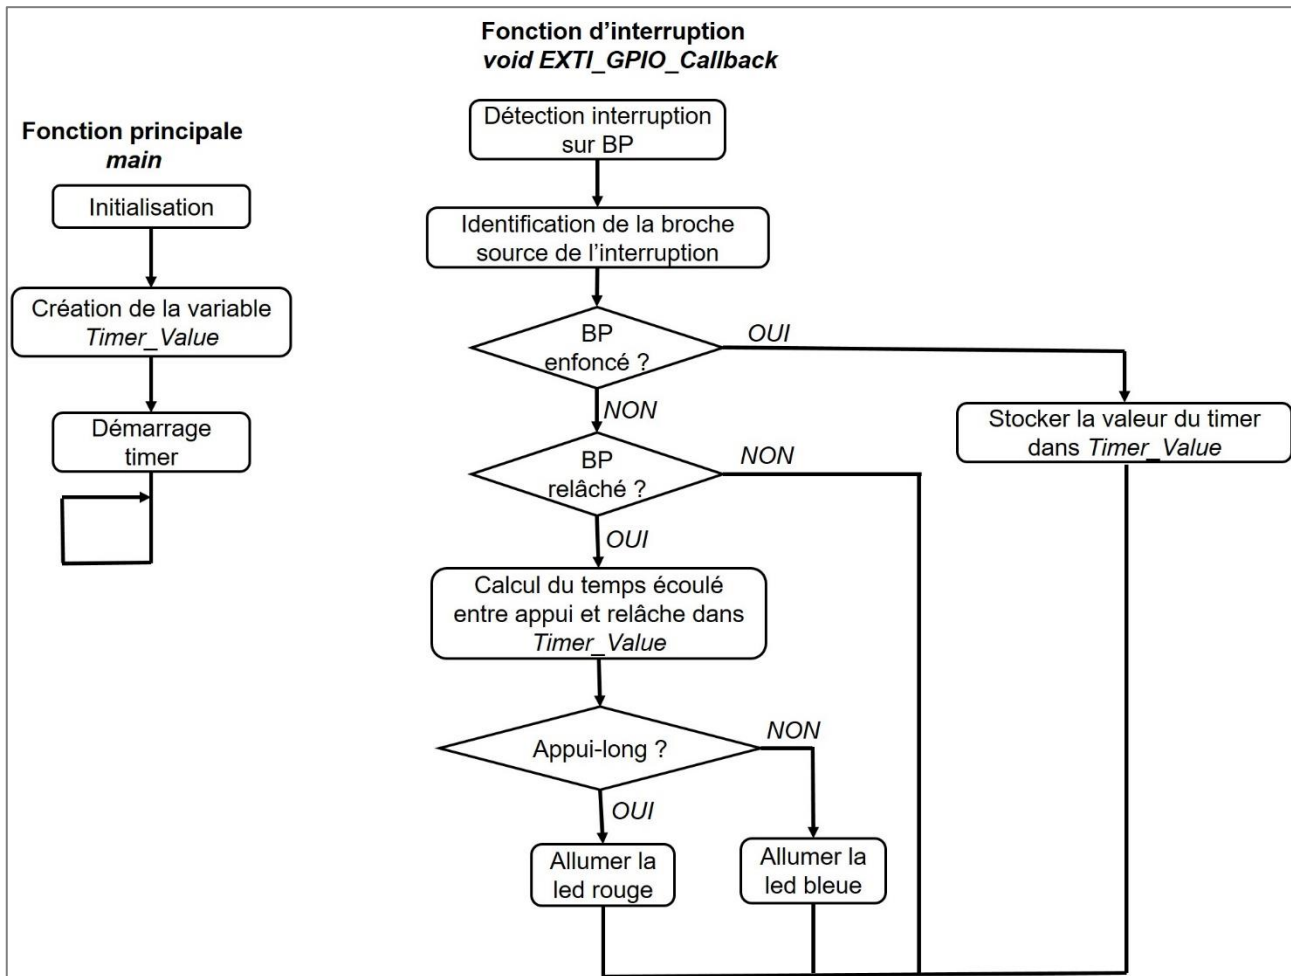 Fonction principale
main
Initialisation
Création de la variable
Timer_Value
Démarrage
timer
Fonction d’interruption
void EXTI_GPIO_Callback
Détection interruption
sur BP
Identification de la broche
source de l’interruption
BP
enfoncé ?
OUI
NON
Stocker la valeur du timer
dans Timer_Value
BP
relâché ?
NON
OUI
Calcul du temps écoulé
entre appui et relâche dans
Timer_Value
Appui-long ?
NON
OUI
Allumer la
led rouge
Allumer la
led bleue